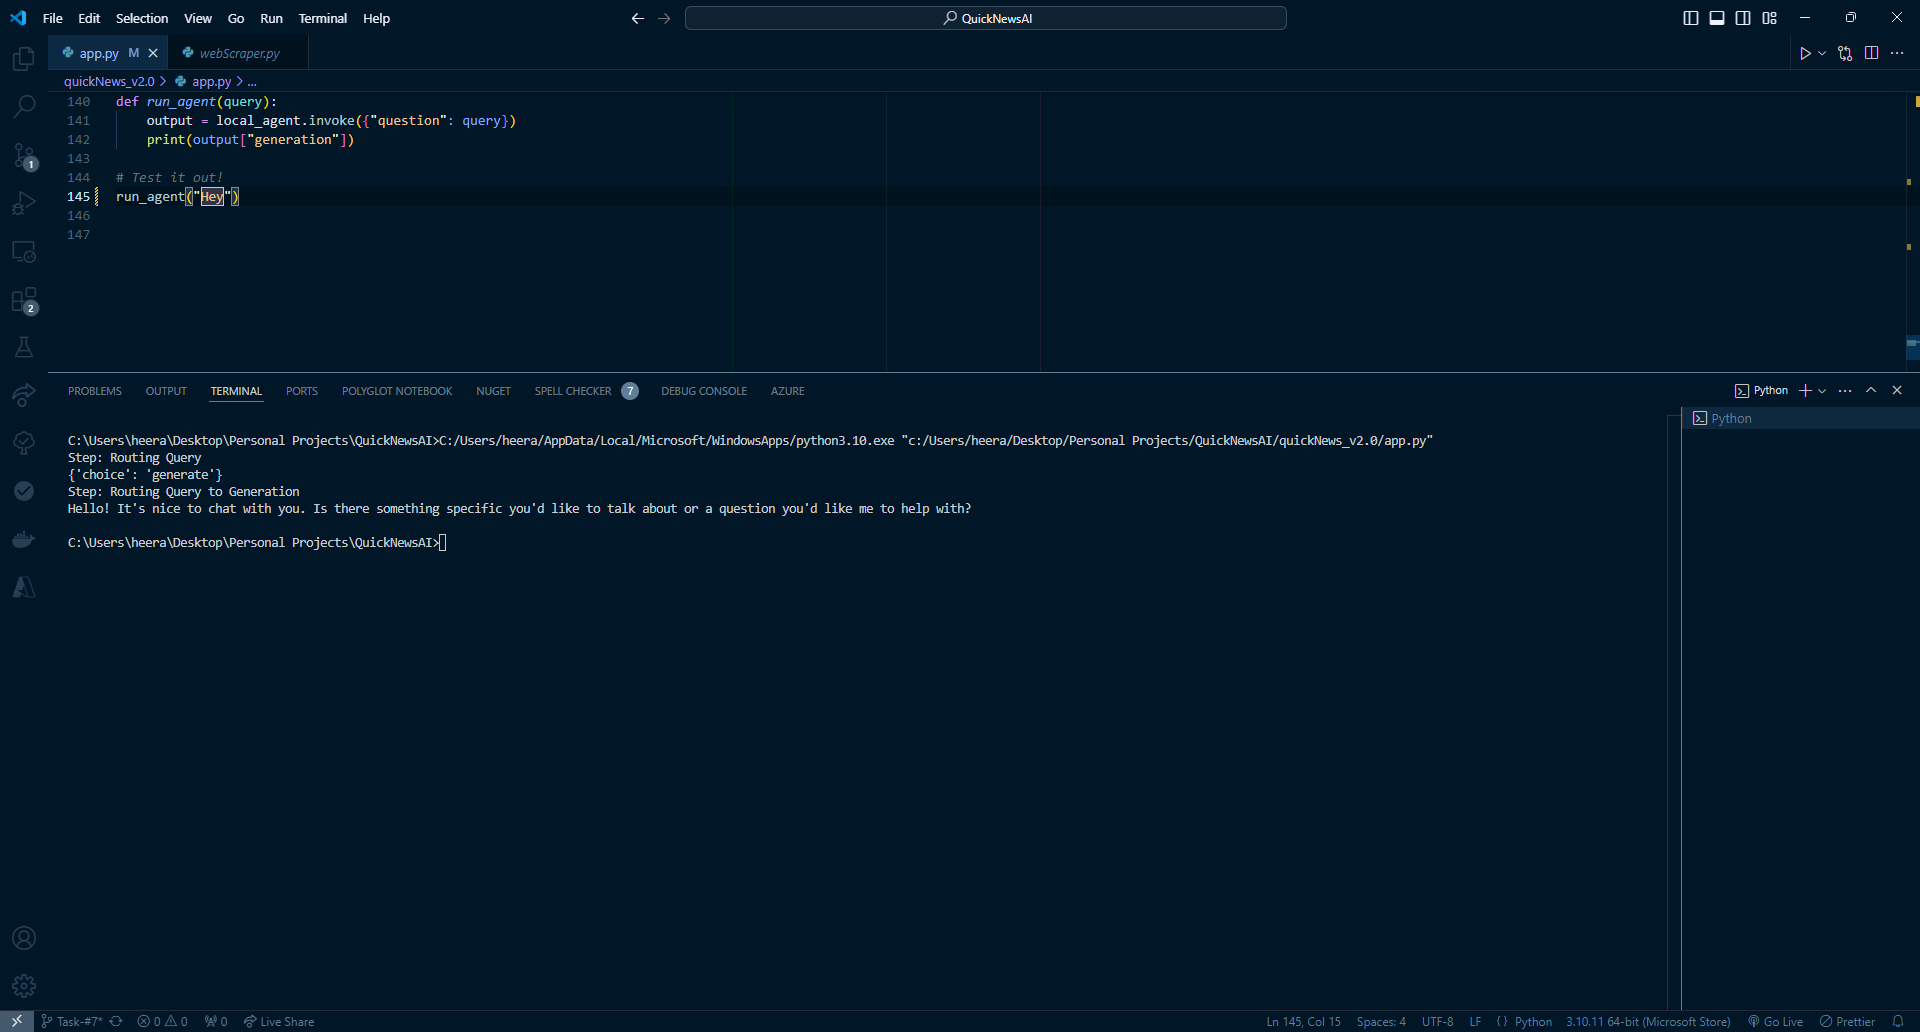 File Edit Selection View Go Run Terminal Help
QuickNewsAI
app.py M
webScraper.py
quickNews_v2.0 > app.py > ...
140 def run_agent(query):
141 output = local_agent.invoke({"question": query})
142 print(output["generation"])
143
144 # Test it out!
145 run_agent("Hey")
146
147
1
2
PROBLEMS OUTPUT TERMINAL PORTS POLYGLOT NOTEBOOK NUGET SPELL CHECKER 7 DEBUG CONSOLE AZURE
Python
Python
C:\Users\heera\Desktop\Personal Projects\QuickNewsAI>C:/Users/heera/AppData/Local/Microsoft/WindowsApps/python3.10.exe "c:/Users/heera/Desktop/Personal Projects/QuickNewsAI/quickNews_v2.0/app.py"
Step: Routing Query
{'choice': 'generate'}
Step: Routing Query to Generation
Hello! It's nice to chat with you. Is there something specific you'd like to talk about or a question you'd like me to help with?
C:\Users\heera\Desktop\Personal Projects\QuickNewsAI>
Task-#7* 0 0 0 Live Share
Ln 145, Col 15 Spaces: 4 UTF-8 LF { } Python 3.10.11 64-bit (Microsoft Store) Go Live Prettier